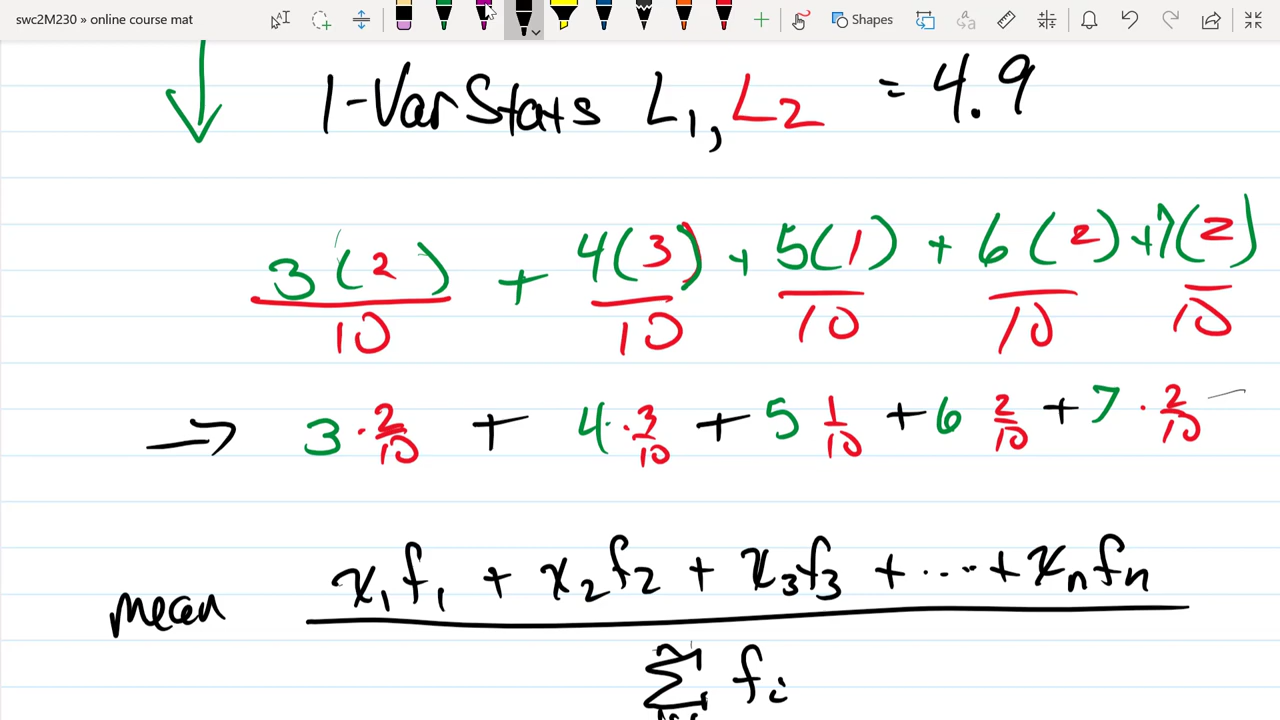 swc2M230 » online course mat
Shapes
1-Var Stats L1, L2 = 4.9
3(2)/10 + 4(3)/10 + 5(1)/10 + 6(2)/10 + 7(2)/10
→ 3 · 2/10 + 4 · 3/10 + 5 1/10 + 6 2/10 + 7 · 2/10
x1f1 + x2f2 + x3f3 + ... + xnfn
mean
∑ fi